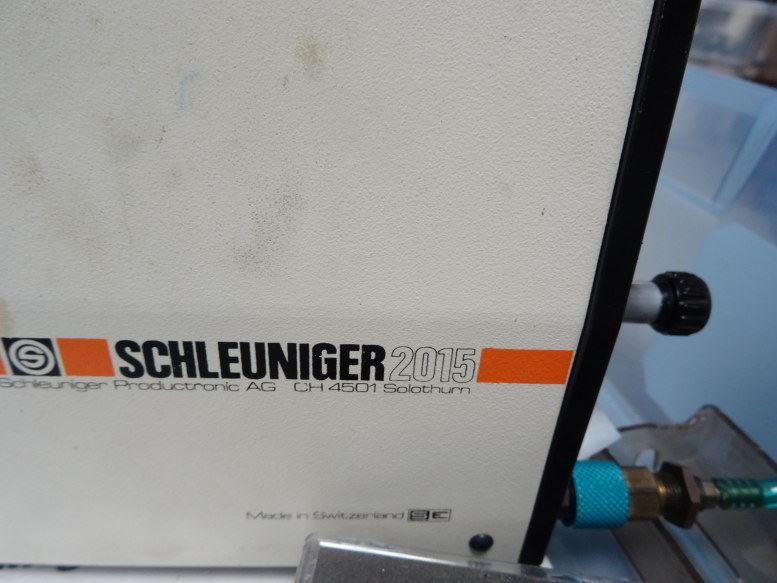 SCHLEUNIGER 2015
Schleuniger Productronic AG CH 4501 Solothurn
Made in Switzerland